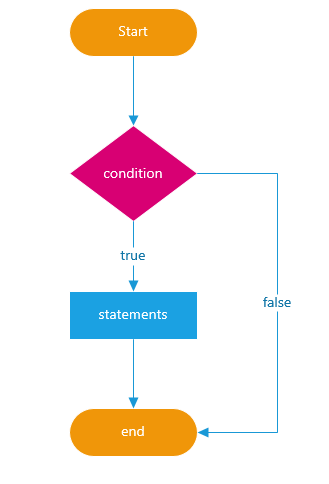 Start
condition
true
statements
false
end